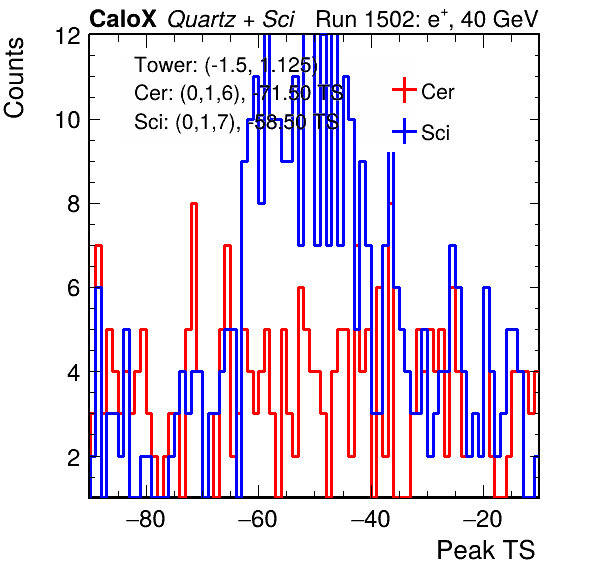 CaloX Quartz + Sci Run 1502: e+, 40 GeV
Counts
12
10
8
6
4
2
Tower: (-1.5, 1.125)
Cer: (0,1,6), -71.50 TS
Sci: (0,1,7), -58.50 TS
Cer
Sci
−80 −60 −40 −20
Peak TS